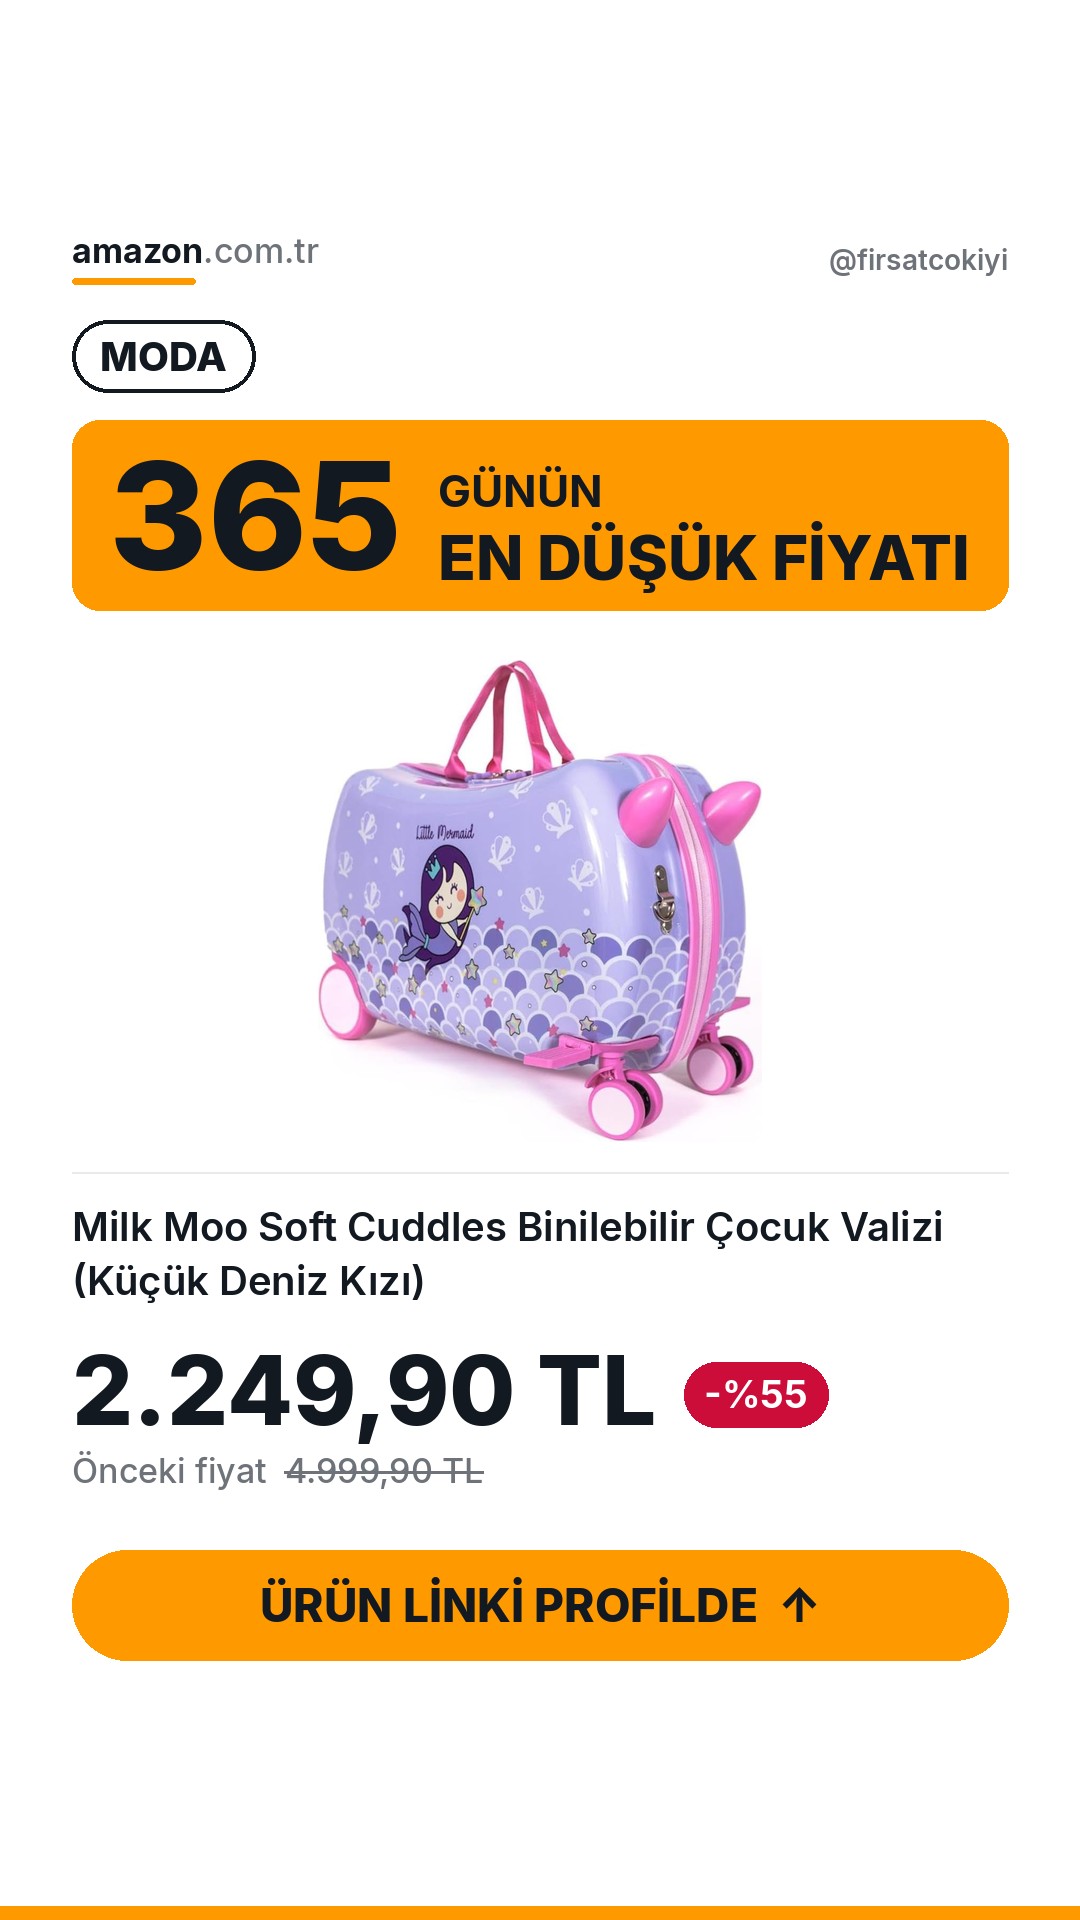 amazon.com.tr
@firsatcokiyi
MODA
365
GÜNÜN
EN DÜŞÜK FİYATI
Little Mermaid
Milk Moo Soft Cuddles Binilebilir Çocuk Valizi
(Küçük Deniz Kızı)
2.249,90 TL
-%55
Önceki fiyat 4.999,90 TL
ÜRÜN LİNKİ PROFİLDE ↑